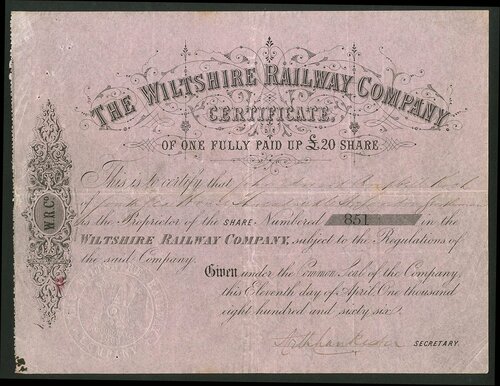 THE WILTSHIRE RAILWAY COMPANY
CERTIFICATE,
OF ONE FULLY PAID UP £20 SHARE
This is to certify that
of
is the Proprietor of the SHARE Numbered 851 in the
WILTSHIRE RAILWAY COMPANY, subject to the Regulations of
the said Company.
Given under the Common Seal of the Company,
this Eleventh day of April, One thousand
eight hundred and sixty six.
SECRETARY.
W.R.Co.